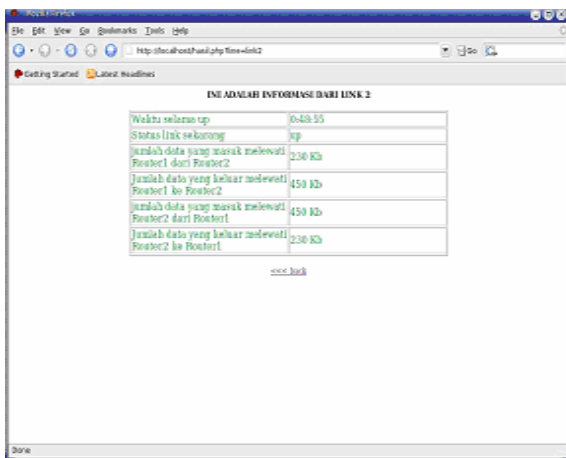 Mozilla Firefox
File Edit View Go Bookmarks Tools Help
http://localhost/hasil.php?line=link2
Go
Getting Started Latest Headlines
INI ADALAH INFORMASI DARI LINK 2
Waktu selama up 0:48:55
Status link sekarang up
Jumlah data yang masuk melewati
Router1 dari Router2 230 Kb
Jumlah data yang keluar melewati
Router1 ke Router2 450 Kb
Jumlah data yang masuk melewati
Router2 dari Router1 450 Kb
Jumlah data yang keluar melewati
Router2 ke Router1 230 Kb
<<< back
Done